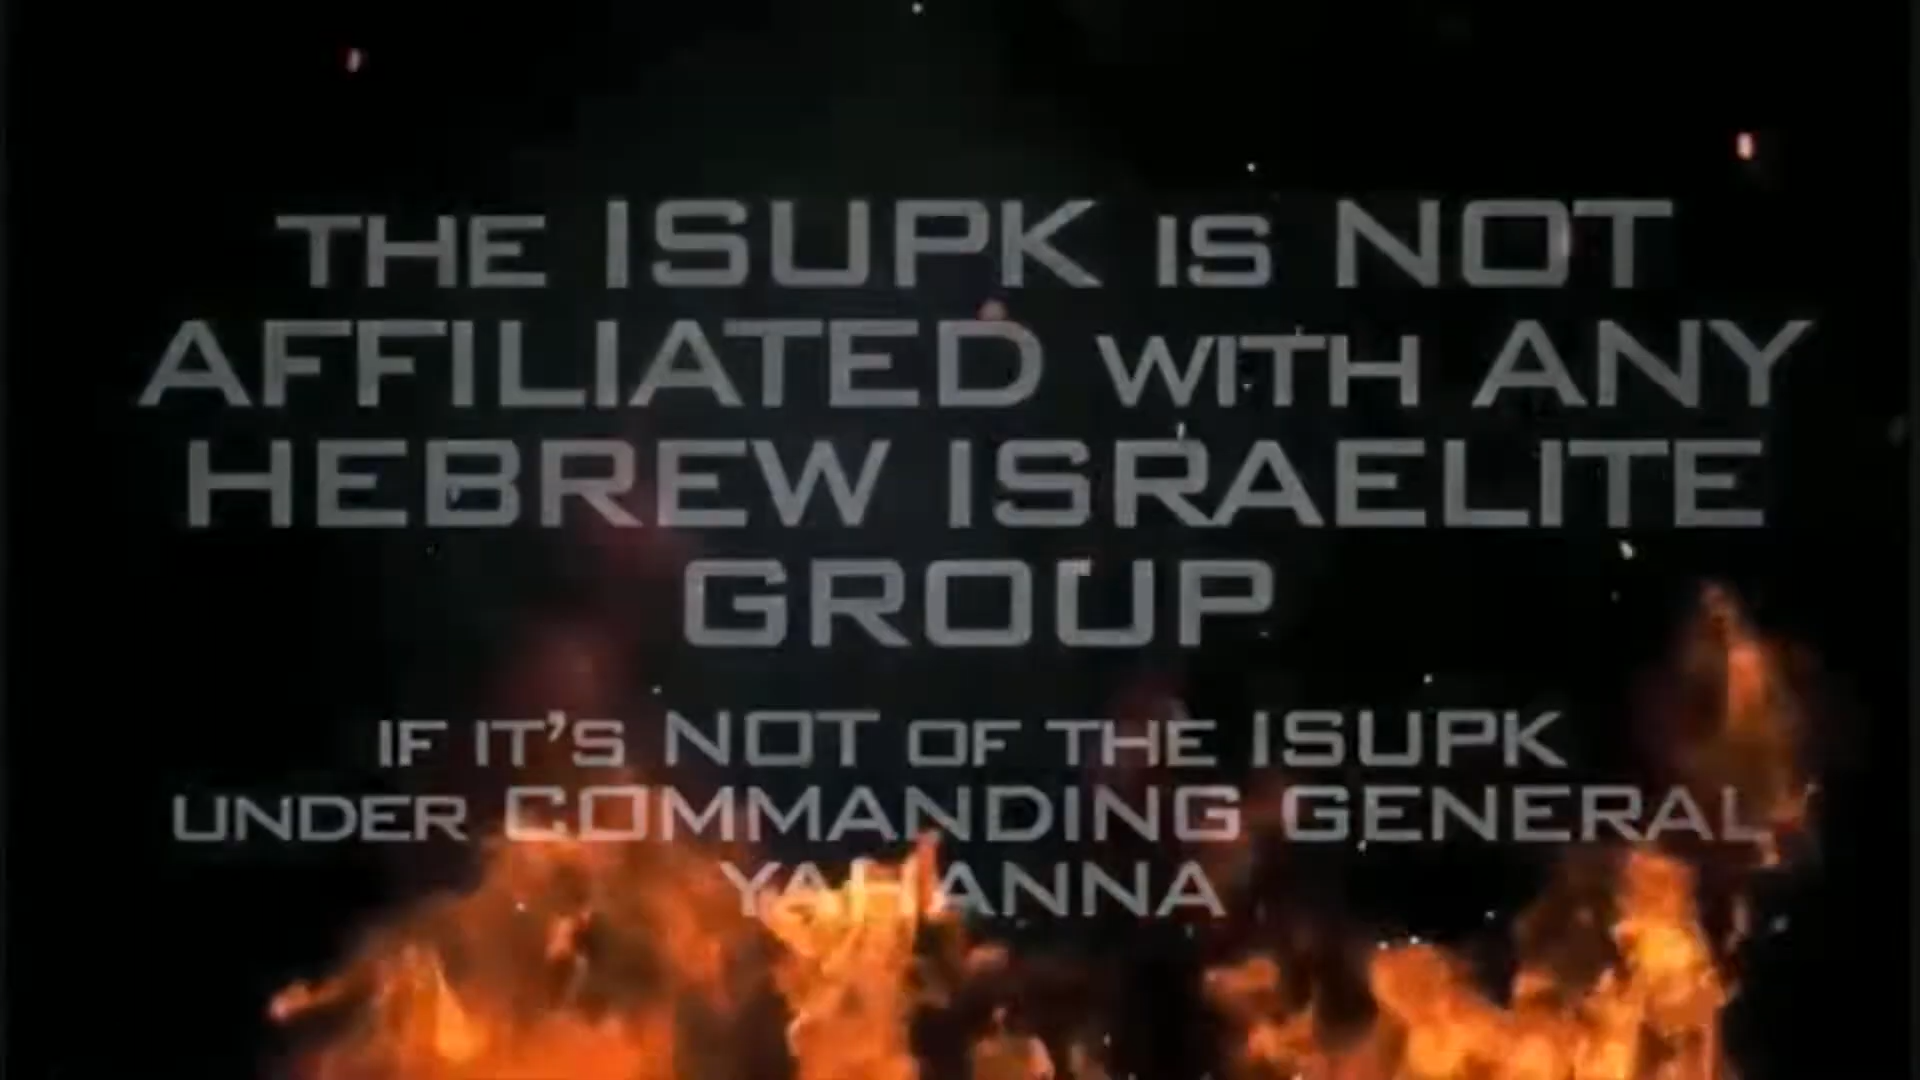 THE ISUPK IS NOT
AFFILIATED WITH ANY
HEBREW ISRAELITE
GROUP
IF IT'S NOT OF THE ISUPK
UNDER COMMANDING GENERAL
YAHANNA